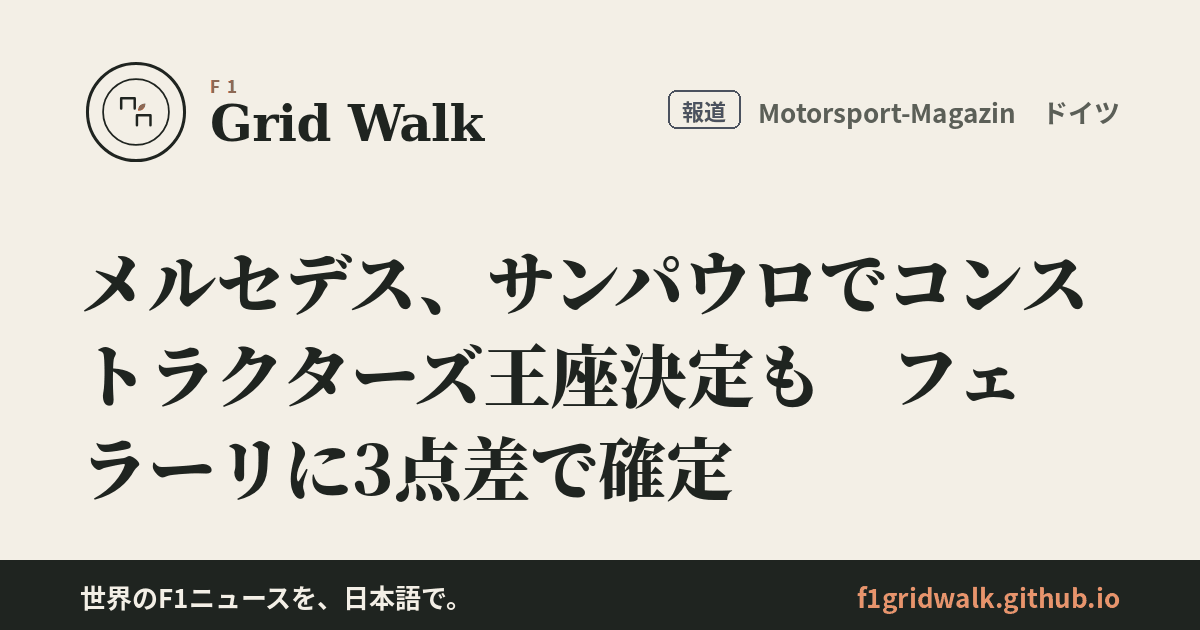 F1
Grid Walk
報道 Motorsport-Magazin ドイツ
メルセデス、サンパウロでコンス
トラクターズ王座決定も　フェ
ラーリに3点差で確定
世界のF1ニュースを、日本語で。
f1gridwalk.github.io